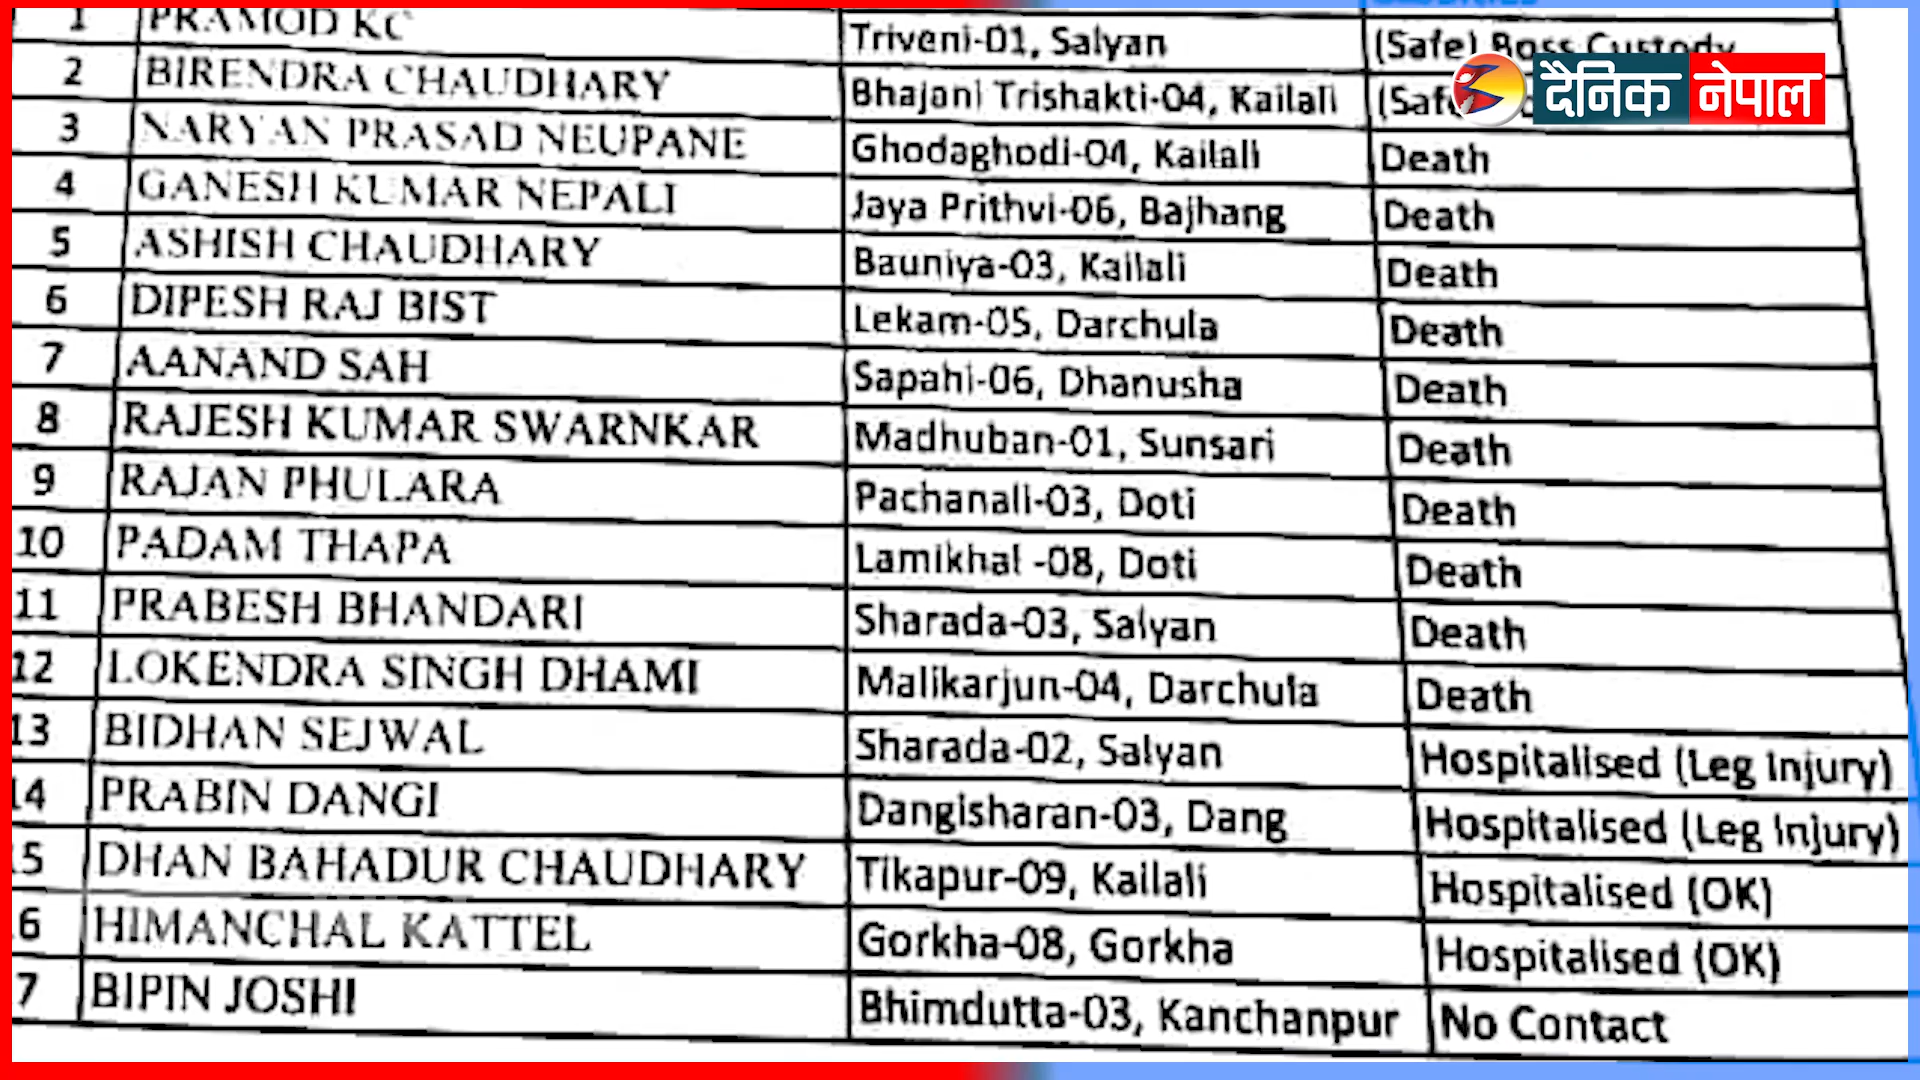 1 PRAMOD KC Triveni-01, Salyan (Safe) Boss Custody
2 BIRENDRA CHAUDHARY Bhajani Trishakti-04, Kailali
3 NARYAN PRASAD NEUPANE Ghodaghodi-04, Kailali Death
4 GANESH KUMAR NEPALI Jaya Prithvi-06, Bajhang Death
5 ASHISH CHAUDHARY Bauniya-03, Kailali Death
6 DIPESH RAJ BIST Lekam-05, Darchula Death
7 AANAND SAH Sapahi-06, Dhanusha Death
8 RAJESH KUMAR SWARNKAR Madhuban-01, Sunsari Death
9 RAJAN PHULARA Pachanali-03, Doti Death
10 PADAM THAPA Lamikhal -08, Doti Death
11 PRABESH BHANDARI Sharada-03, Salyan Death
12 LOKENDRA SINGH DHAMI Malikarjun-04, Darchula Death
13 BIDHAN SEJWAL Sharada-02, Salyan Hospitalised (Leg Injury)
14 PRABIN DANGI Dangisharan-03, Dang Hospitalised (Leg Injury)
5 DHAN BAHADUR CHAUDHARY Tikapur-09, Kailali Hospitalised (OK)
6 HIMANCHAL KATTEL Gorkha-08, Gorkha Hospitalised (OK)
7 BIPIN JOSHI Bhimdutta-03, Kanchanpur No Contact
दैनिक नेपाल